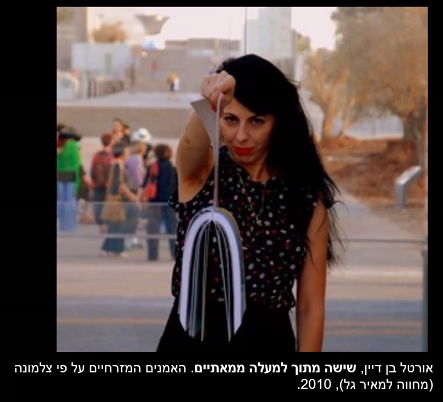 אורטל בן דיין, שישה מתוך למעלה ממאתיים. האמנים המזרחיים על פי צלמונה
(מחווה למאיר גל), 2010.